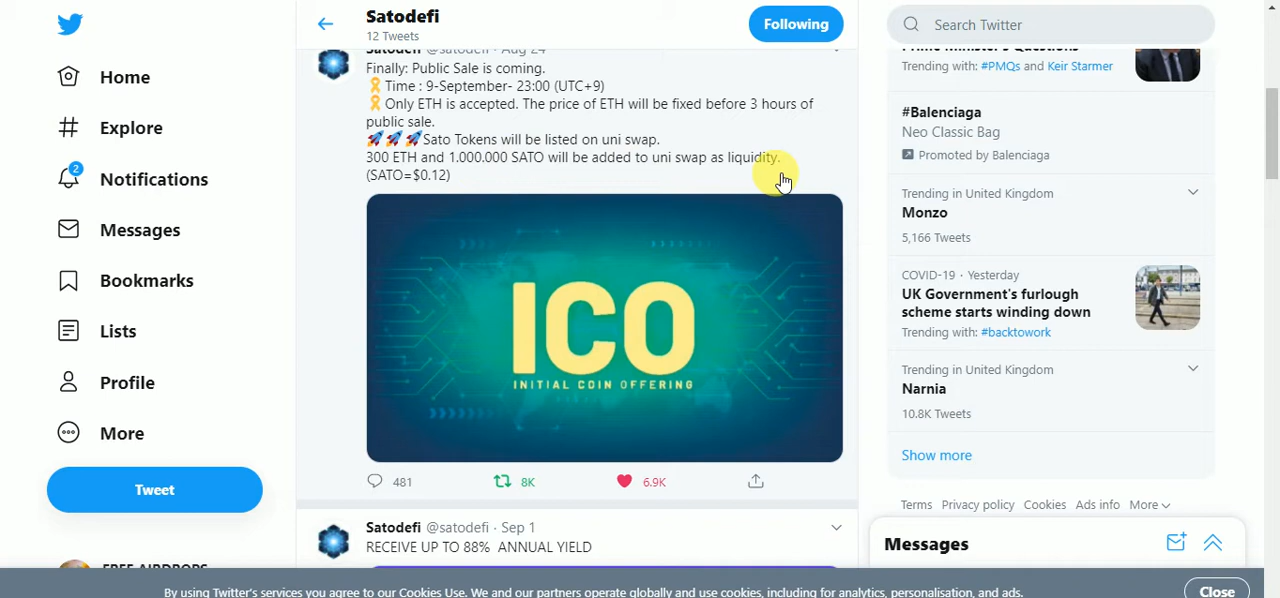 Home
Explore
2
Notifications
Messages
Bookmarks
Lists
Profile
More
Tweet
FREE AIRDROPS
Satodefi
12 Tweets
Following
Satodefi @satodefi · Aug 24
Finally: Public Sale is coming.
🎗Time : 9-September- 23:00 (UTC+9)
🎗Only ETH is accepted. The price of ETH will be fixed before 3 hours of
public sale.
🚀🚀🚀Sato Tokens will be listed on uni swap.
300 ETH and 1.000.000 SATO will be added to uni swap as liquidity.
(SATO=$0.12)
ICO
INITIAL COIN OFFERING
481
8K
6.9K
Satodefi @satodefi · Sep 1
RECEIVE UP TO 88% ANNUAL YIELD
Search Twitter
Prime Minister's Questions
Trending with: #PMQs and Keir Starmer
#Balenciaga
Neo Classic Bag
Promoted by Balenciaga
Trending in United Kingdom
Monzo
5,166 Tweets
COVID-19 · Yesterday
UK Government's furlough
scheme starts winding down
Trending with: #backtowork
Trending in United Kingdom
Narnia
10.8K Tweets
Show more
Terms Privacy policy Cookies Ads info More
Messages
By using Twitter's services you agree to our Cookies Use. We and our partners operate globally and use cookies, including for analytics, personalisation, and ads.
Close